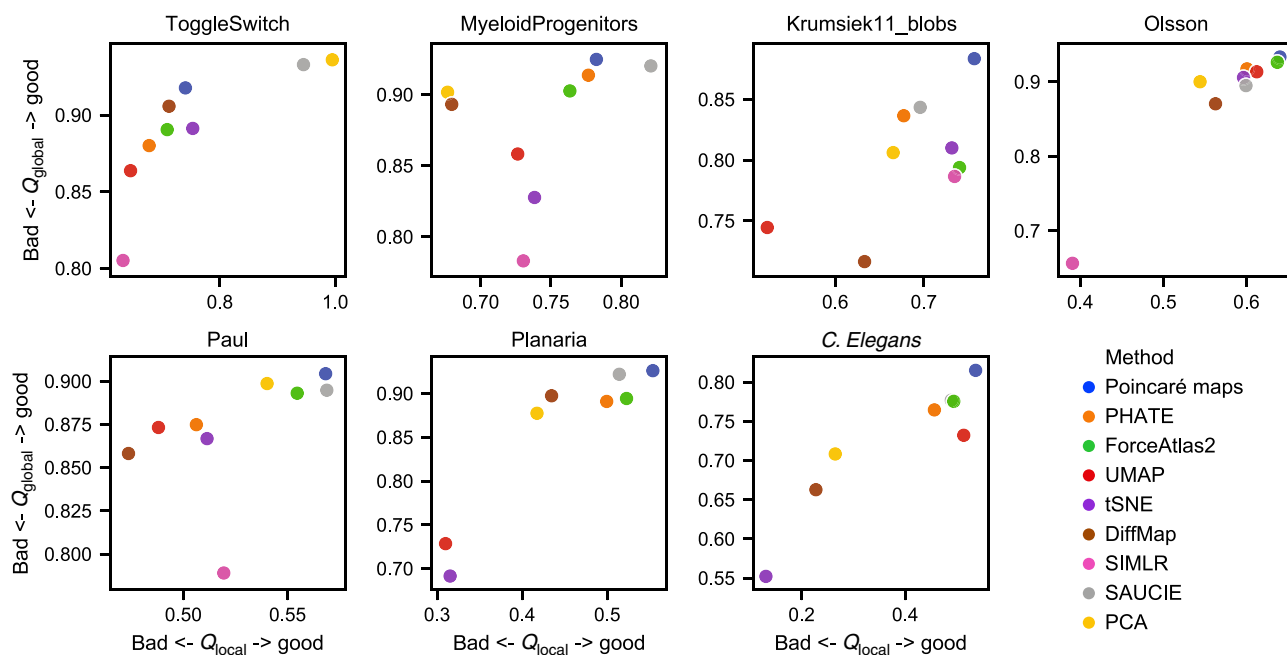 ToggleSwitch
MyeloidProgenitors
Krumsiek11_blobs
Olsson
Bad <- Qglobal -> good
0.90
0.85
0.80
0.8
1.0
0.90
0.85
0.80
0.70
0.75
0.80
0.85
0.80
0.75
0.6
0.7
0.9
0.8
0.7
0.4
0.5
0.6
Paul
Planaria
C. Elegans
Bad <- Qglobal -> good
0.900
0.875
0.850
0.825
0.800
0.50
0.55
Bad <- Qlocal -> good
0.90
0.85
0.80
0.75
0.70
0.3
0.4
0.5
Bad <- Qlocal -> good
0.80
0.75
0.70
0.65
0.60
0.55
0.2
0.4
Bad <- Qlocal -> good
Method
Poincaré maps
PHATE
ForceAtlas2
UMAP
tSNE
DiffMap
SIMLR
SAUCIE
PCA